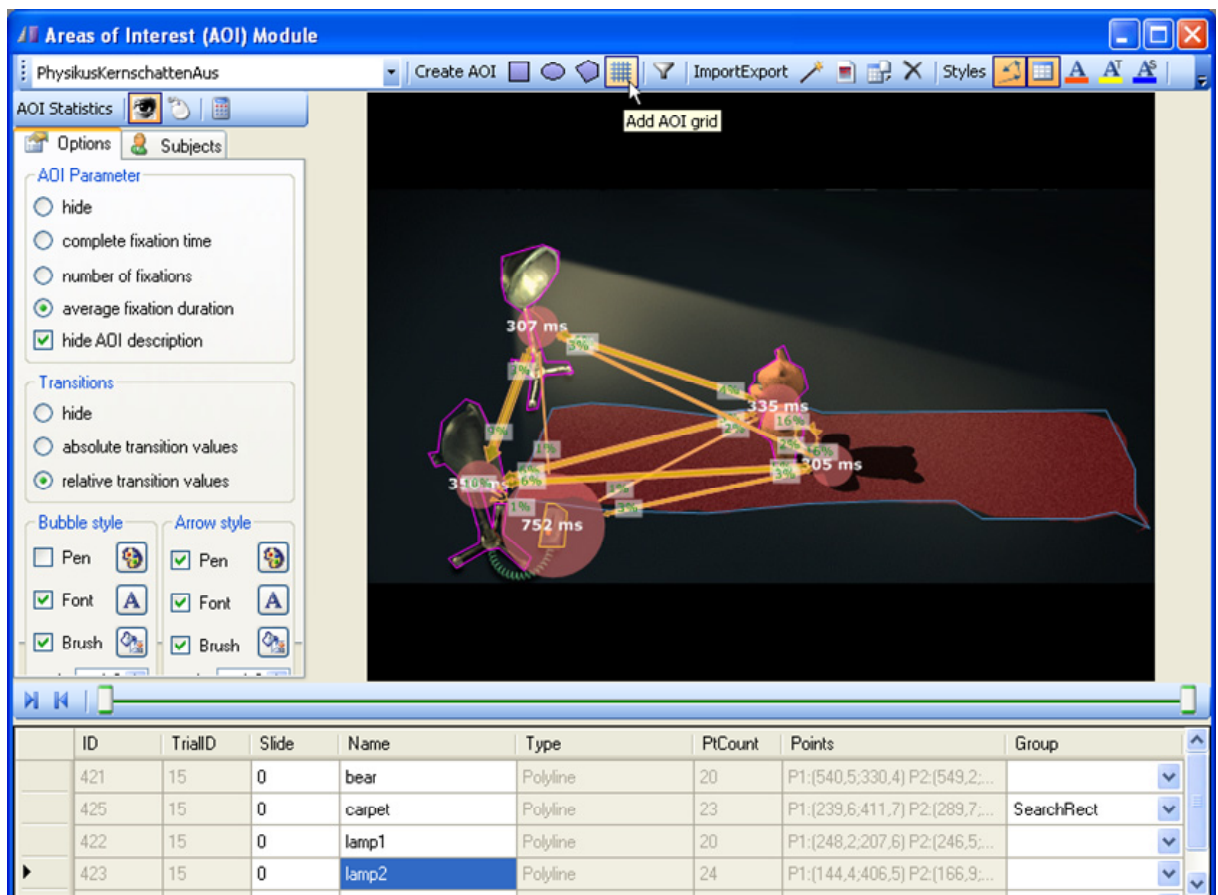 Areas of Interest (AOI) Module
PhysikusKernschattenAus Create AOI ImportExport Styles A A^T A^S
Add AOI grid
AOI Statistics
Options Subjects
AOI Parameter
hide
complete fixation time
number of fixations
average fixation duration
hide AOI description
Transitions
hide
absolute transition values
relative transition values
Bubble style Arrow style
Pen Pen
Font A Font A
Brush Brush
307 ms
3%
3%
4%
335 ms
16%
2%
2%
6%
305 ms
3%
1%
6%
1%
3%
1%
752 ms
ID TrialID Slide Name Type PtCount Points Group
421 15 0 bear Polyline 20 P1:(540,5;330,4) P2:(549,2;...
425 15 0 carpet Polyline 23 P1:(239,6;411,7) P2:(289,7;... SearchRect
422 15 0 lamp1 Polyline 20 P1:(248,2;207,6) P2:(246,5;...
423 15 0 lamp2 Polyline 24 P1:(144,4;406,5) P2:(166,9;...